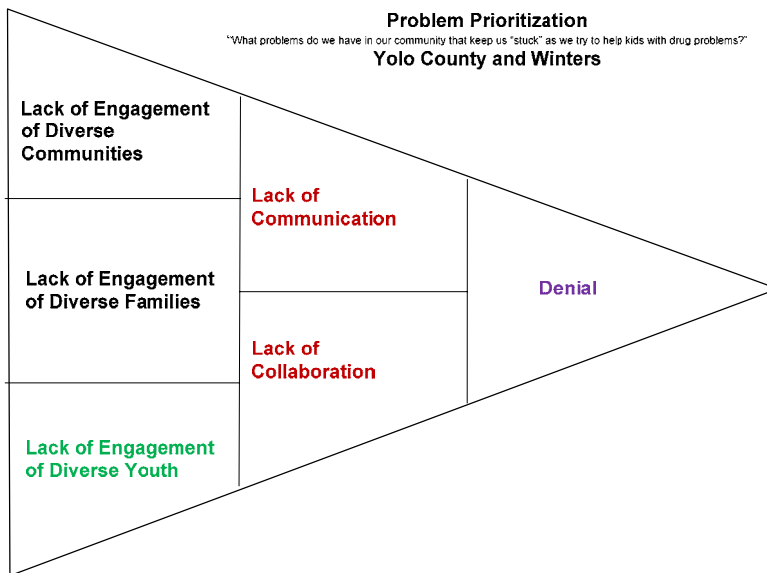 Problem Prioritization
"What problems do we have in our community that keep us "stuck" as we try to help kids with drug problems?"
Yolo County and Winters
Lack of Engagement
of Diverse
Communities
Lack of Engagement
of Diverse Families
Lack of Engagement
of Diverse Youth
Lack of
Communication
Lack of
Collaboration
Denial